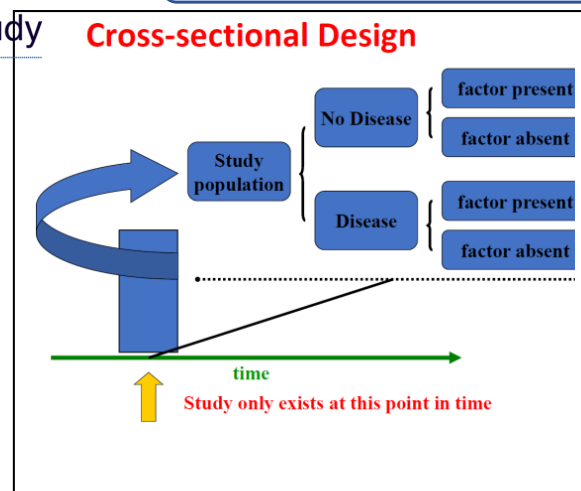 Cross-sectional Design
factor present
No Disease
factor absent
Study
population
factor present
Disease
factor absent
time
Study only exists at this point in time